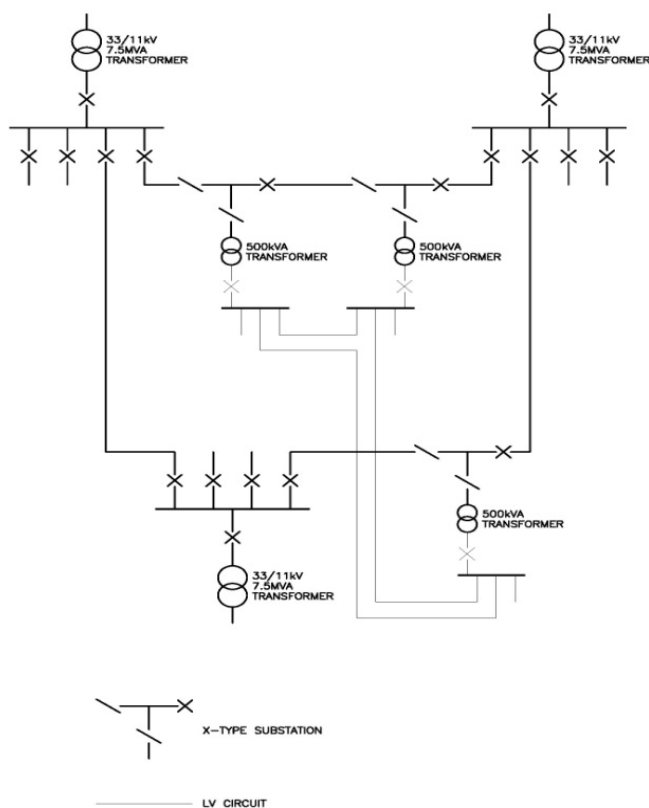 33/11kV
7.5MVA
TRANSFORMER
33/11kV
7.5MVA
TRANSFORMER
500kVA
TRANSFORMER
500kVA
TRANSFORMER
500kVA
TRANSFORMER
33/11kV
7.5MVA
TRANSFORMER
X-TYPE SUBSTATION
LV CIRCUIT